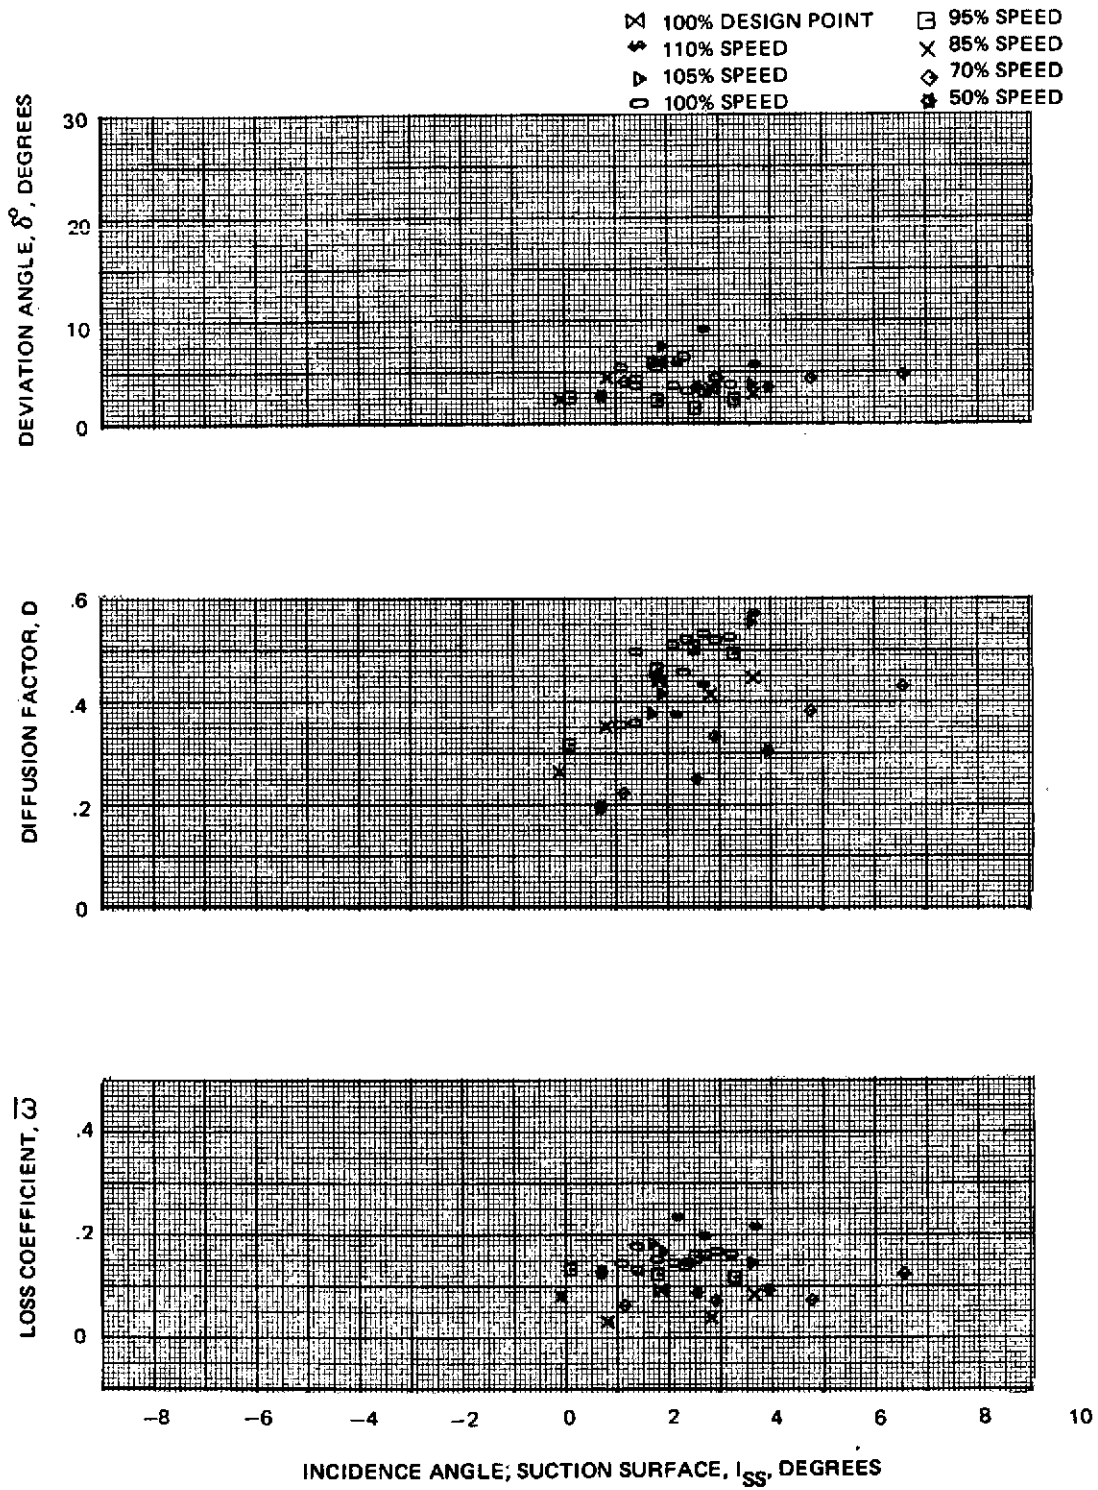 100% DESIGN POINT
110% SPEED
105% SPEED
100% SPEED
95% SPEED
85% SPEED
70% SPEED
50% SPEED
DEVIATION ANGLE, δ°, DEGREES
30
20
10
0
DIFFUSION FACTOR, D
.6
.4
.2
0
LOSS COEFFICIENT, ω̅
.4
.2
0
−8 −6 −4 −2 0 2 4 6 8 10
INCIDENCE ANGLE; SUCTION SURFACE, I_SS, DEGREES